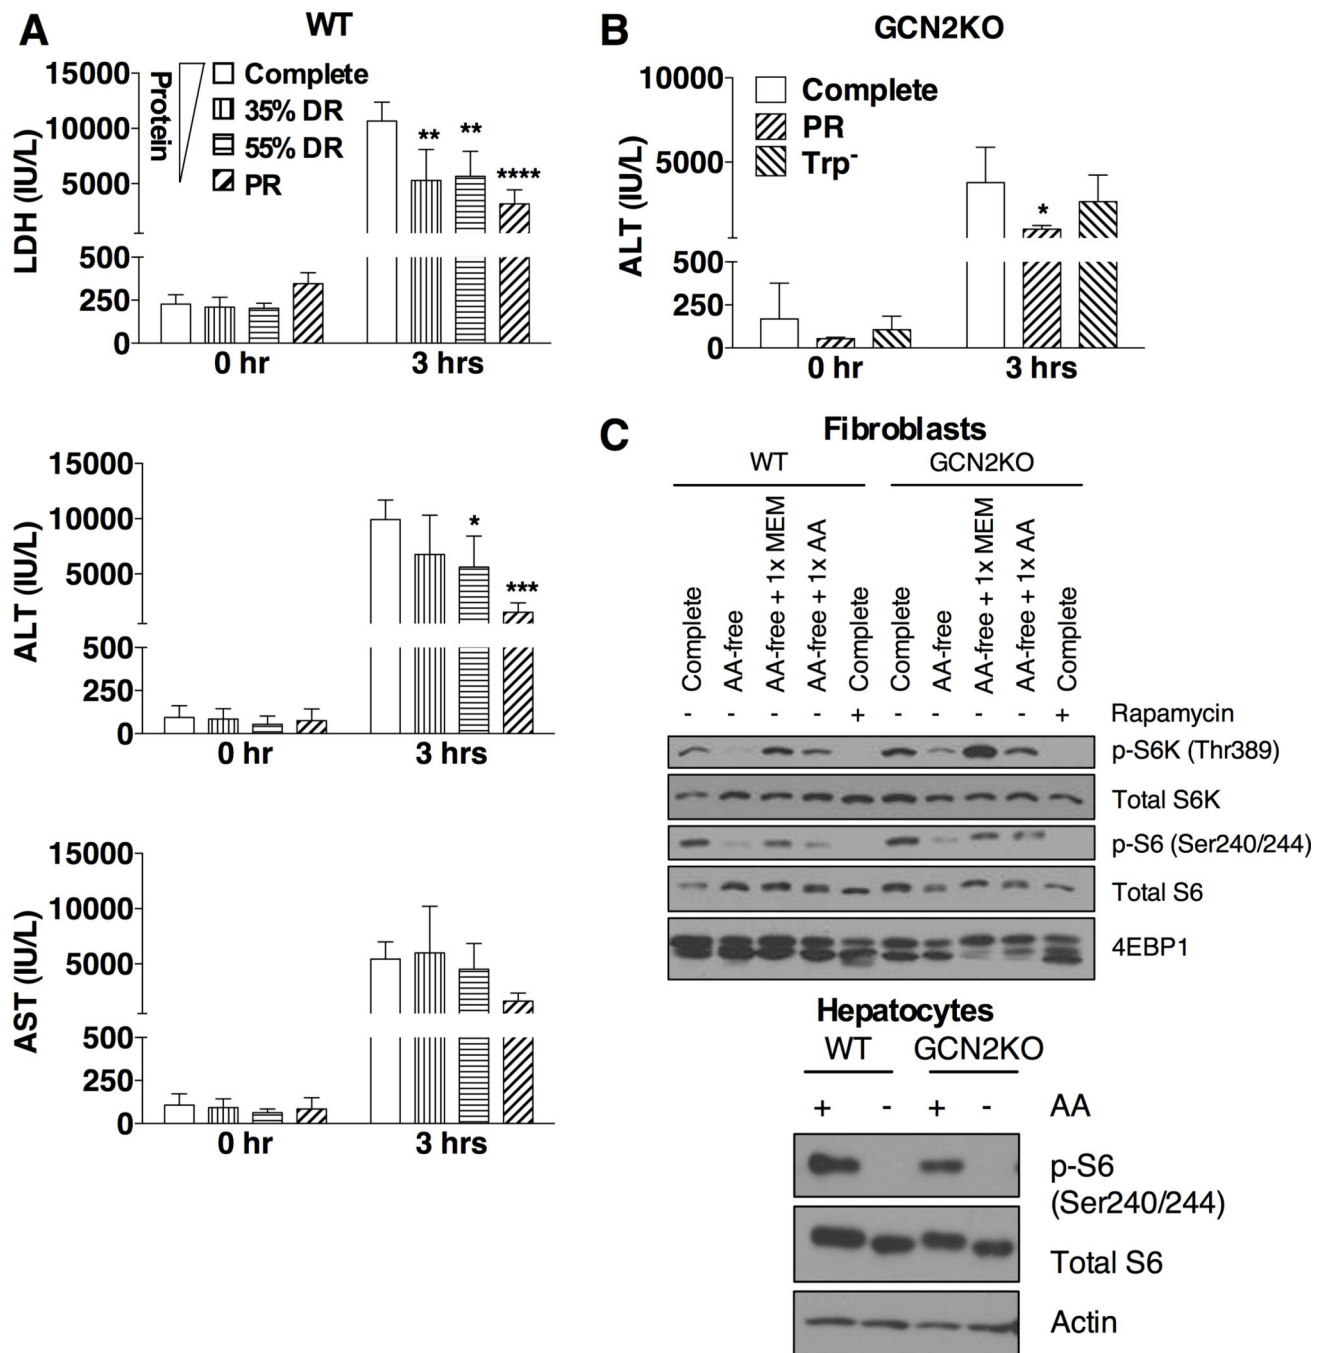 A
WT
LDH (IU/L)
15000
10000
5000
500
250
0
Protein
Complete
35% DR
55% DR
PR
**
**
****
0 hr
3 hrs
ALT (IU/L)
15000
10000
5000
500
250
0
*
***
0 hr
3 hrs
AST (IU/L)
15000
10000
5000
500
250
0
0 hr
3 hrs
B
GCN2KO
ALT (IU/L)
10000
5000
500
250
0
Complete
PR
Trp-
*
0 hr
3 hrs
C
Fibroblasts
WT
GCN2KO
Complete
AA-free
AA-free + 1x MEM
AA-free + 1x AA
Complete
Complete
AA-free
AA-free + 1x MEM
AA-free + 1x AA
Complete
- - - - + - - - - + Rapamycin
p-S6K (Thr389)
Total S6K
p-S6 (Ser240/244)
Total S6
4EBP1
Hepatocytes
WT GCN2KO
+ - + - AA
p-S6
(Ser240/244)
Total S6
Actin